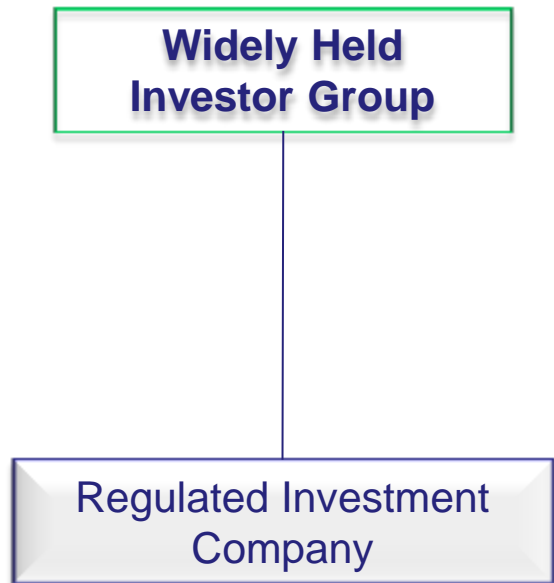 Widely Held
Investor Group
Regulated Investment
Company